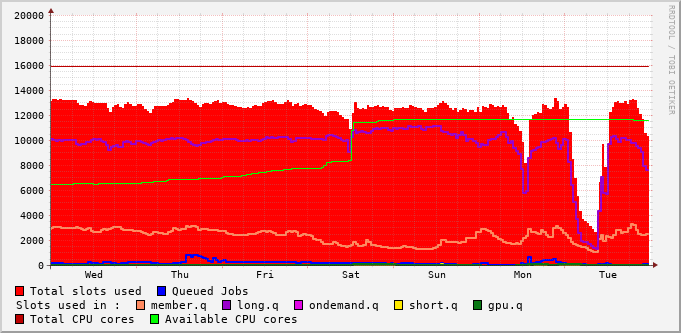 RRDTOOL / TOBI OETIKER
20000
18000
16000
14000
12000
10000
8000
6000
4000
2000
0
Wed Thu Fri Sat Sun Mon Tue
Total slots used Queued Jobs
Slots used in : member.q long.q ondemand.q short.q gpu.q
Total CPU cores Available CPU cores